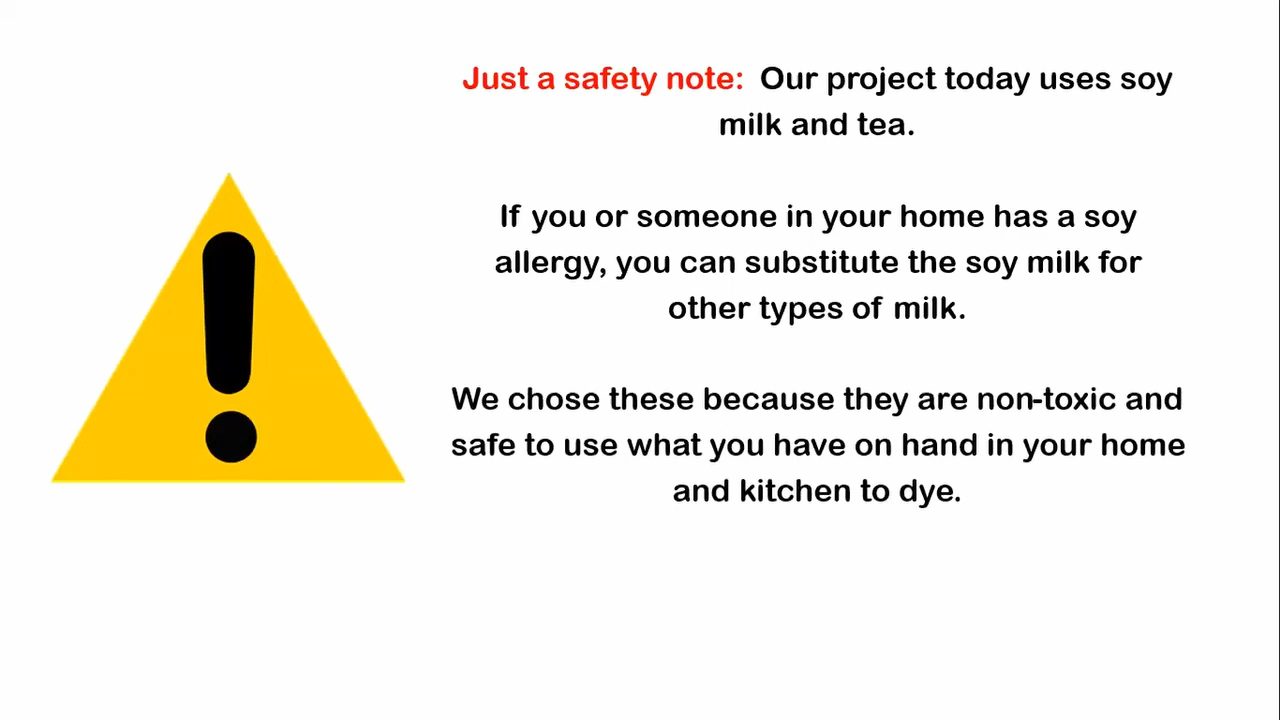 Just a safety note: Our project today uses soy
milk and tea.
If you or someone in your home has a soy
allergy, you can substitute the soy milk for
other types of milk.
We chose these because they are non-toxic and
safe to use what you have on hand in your home
and kitchen to dye.